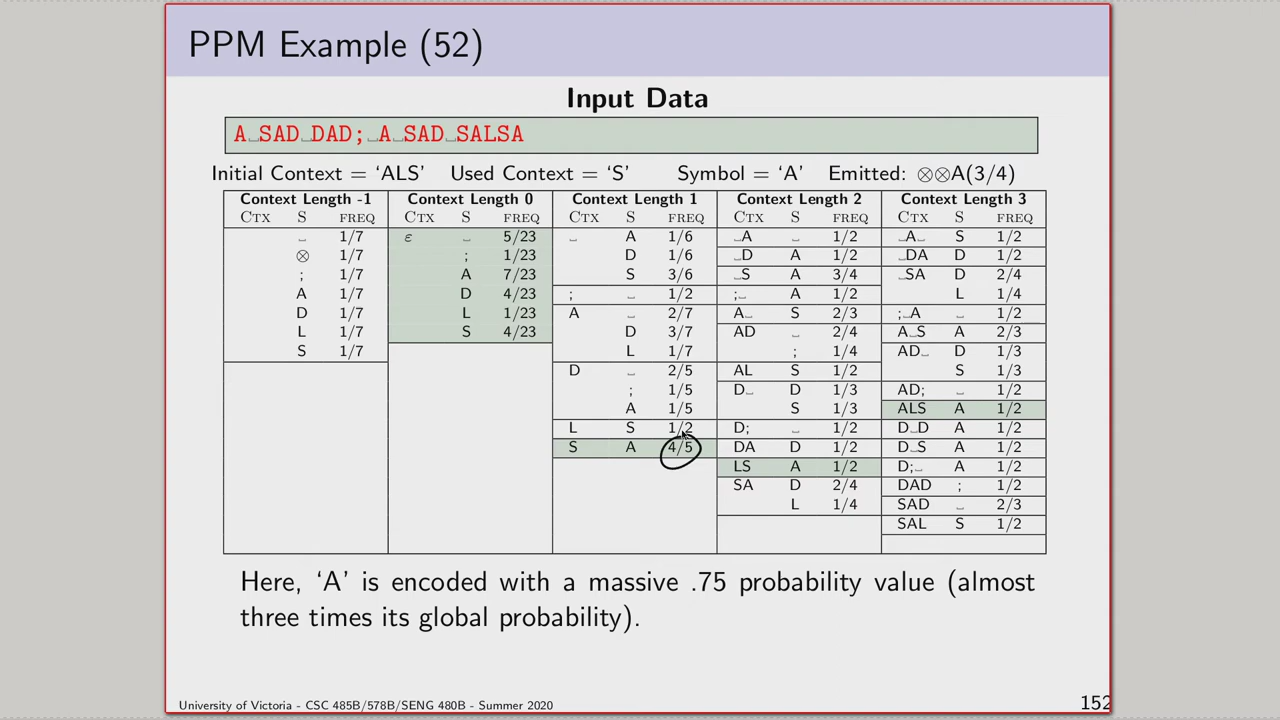 PPM Example (52)
Input Data
A␣SAD␣DAD;␣A␣SAD␣SALSA
Initial Context = ‘ALS’ Used Context = ‘S’ Symbol = ‘A’ Emitted: ⊗⊗A(3/4)
Context Length -1 Context Length 0 Context Length 1 Context Length 2 Context Length 3
CTX S FREQ CTX S FREQ CTX S FREQ CTX S FREQ CTX S FREQ
␣ 1/7 ε ␣ 5/23 ␣ A 1/6 ␣A ␣ 1/2 ␣A␣ S 1/2
⊗ 1/7 ; 1/23 D 1/6 ␣D A 1/2 ␣DA D 1/2
; 1/7 A 7/23 S 3/6 ␣S A 3/4 ␣SA D 2/4
A 1/7 D 4/23 ; ␣ 1/2 ;␣ A 1/2 L 1/4
D 1/7 L 1/23 A ␣ 2/7 A␣ S 2/3 ;␣A ␣ 1/2
L 1/7 S 4/23 D 3/7 AD ␣ 2/4 A␣S A 2/3
S 1/7 L 1/7 ; 1/4 AD␣ D 1/3
D ␣ 2/5 AL S 1/2 S 1/3
; 1/5 D␣ D 1/3 AD; ␣ 1/2
A 1/5 S 1/3 ALS A 1/2
L S 1/2 D; ␣ 1/2 D␣D A 1/2
S A 4/5 DA D 1/2 D␣S A 1/2
LS A 1/2 D;␣ A 1/2
SA D 2/4 DAD ; 1/2
L 1/4 SAD ␣ 2/3
SAL S 1/2
Here, ‘A’ is encoded with a massive .75 probability value (almost
three times its global probability).
University of Victoria - CSC 485B/578B/SENG 480B - Summer 2020
152